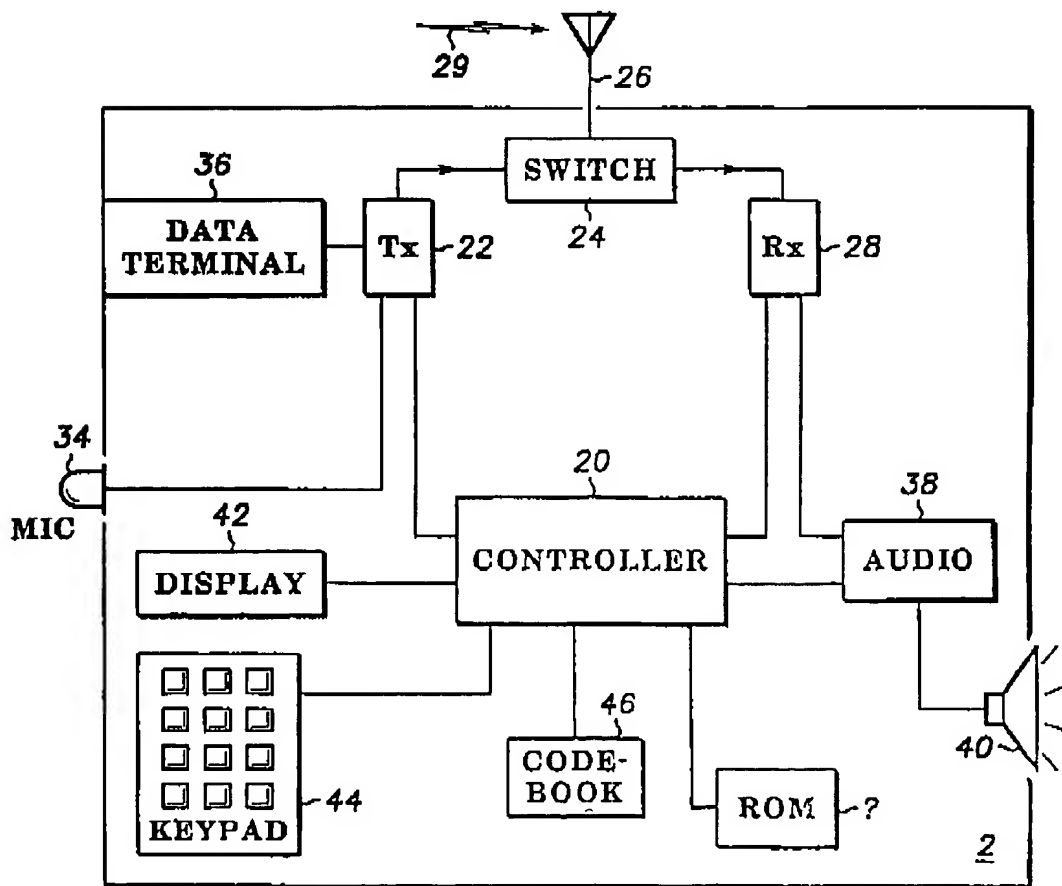 29
26
36
SWITCH
24
DATA
TERMINAL
Tx
22
Rx
28
34
MIC
20
CONTROLLER
38
AUDIO
42
DISPLAY
46
CODE-
BOOK
40
KEYPAD
44
ROM
?
2